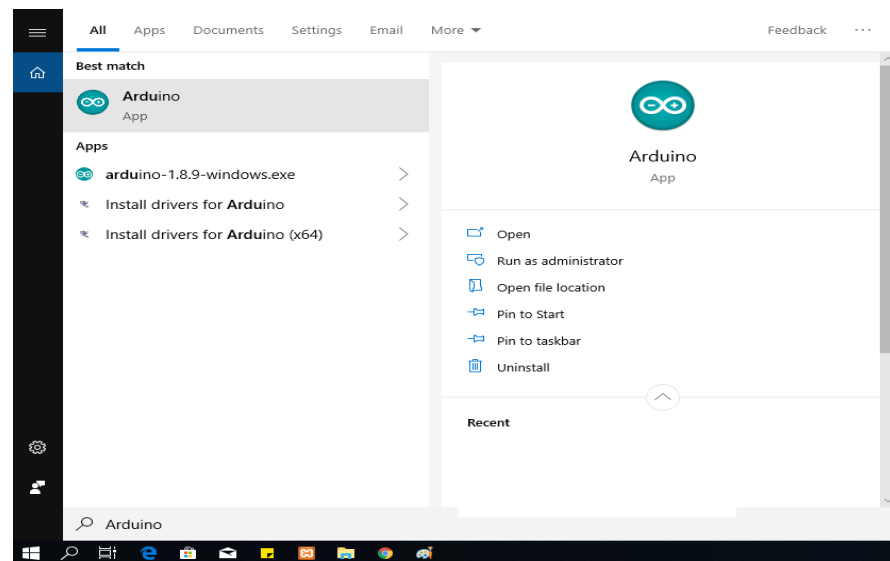 All Apps Documents Settings Email More Feedback ...
Best match
Arduino
App
Apps
arduino-1.8.9-windows.exe
Install drivers for Arduino
Install drivers for Arduino (x64)
Arduino
App
Open
Run as administrator
Open file location
Pin to Start
Pin to taskbar
Uninstall
Recent
Arduino